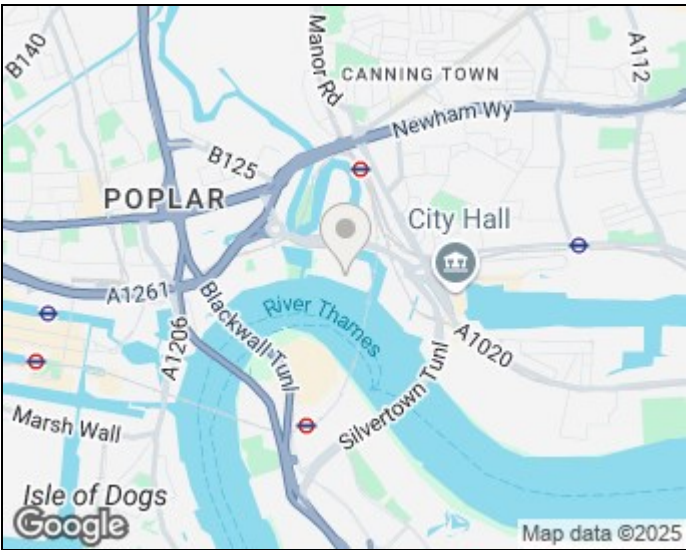 B140
Manor Rd
CANNING TOWN
A112
Newham Wy
B125
POPLAR
City Hall
A1261
River Thames
Blackwall Tunl
A1206
A1020
Silvertown Tunl
Marsh Wall
Isle of Dogs
Google
Map data ©2025